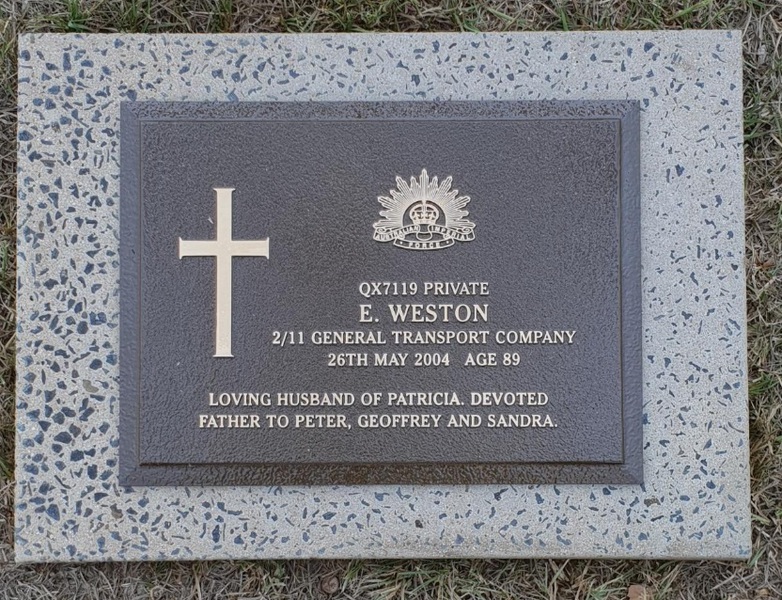 AUSTRALIAN IMPERIAL
FORCE
QX7119 PRIVATE
E. WESTON
2/11 GENERAL TRANSPORT COMPANY
26TH MAY 2004 AGE 89
LOVING HUSBAND OF PATRICIA. DEVOTED
FATHER TO PETER, GEOFFREY AND SANDRA.